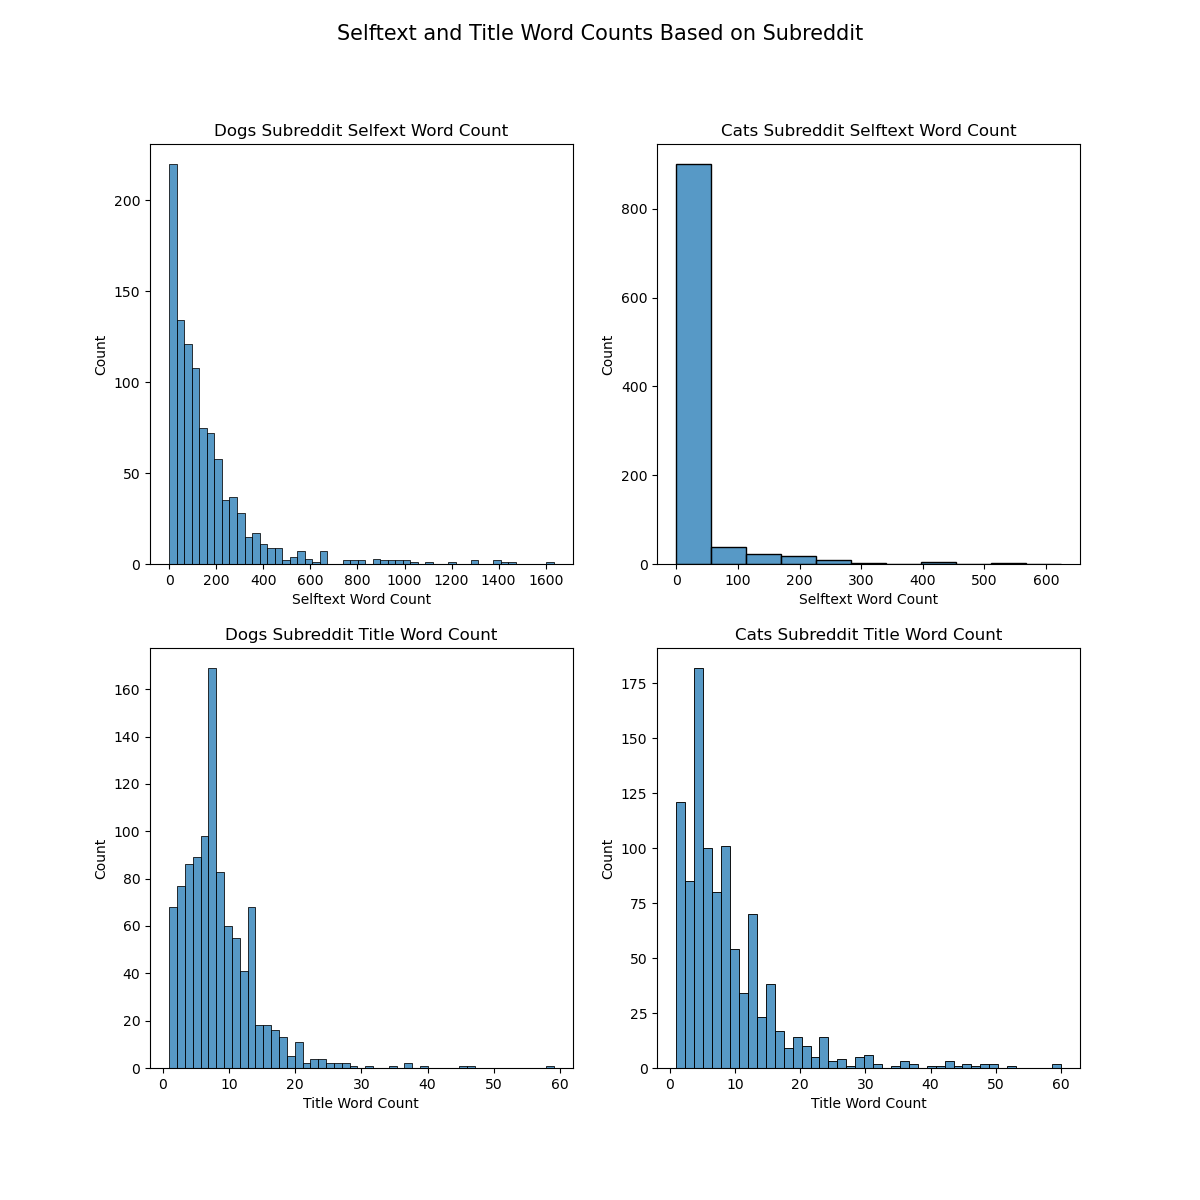 Selftext and Title Word Counts Based on Subreddit
Dogs Subreddit Selfext Word Count
Count
200
150
100
50
0
0 200 400 600 800 1000 1200 1400 1600
Selftext Word Count
Cats Subreddit Selftext Word Count
Count
800
600
400
200
0
0 100 200 300 400 500 600
Selftext Word Count
Dogs Subreddit Title Word Count
Count
160
140
120
100
80
60
40
20
0
0 10 20 30 40 50 60
Title Word Count
Cats Subreddit Title Word Count
Count
175
150
125
100
75
50
25
0
0 10 20 30 40 50 60
Title Word Count